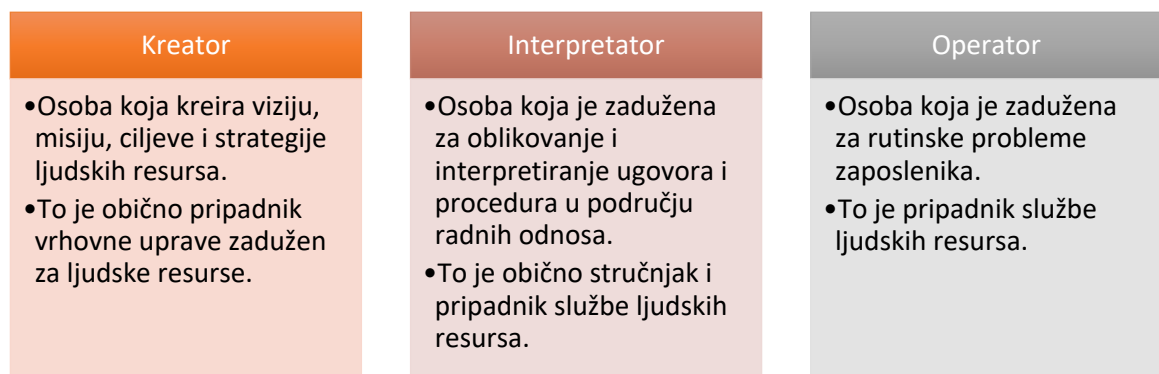 Kreator
•Osoba koja kreira viziju,
misiju, ciljeve i strategije
ljudskih resursa.
•To je obično pripadnik
vrhovne uprave zadužen
za ljudske resurse.
Interpretator
•Osoba koja je zadužena
za oblikovanje i
interpretiranje ugovora i
procedura u području
radnih odnosa.
•To je obično stručnjak i
pripadnik službe ljudskih
resursa.
Operator
•Osoba koja je zadužena
za rutinske probleme
zaposlenika.
•To je pripadnik službe
ljudskih resursa.